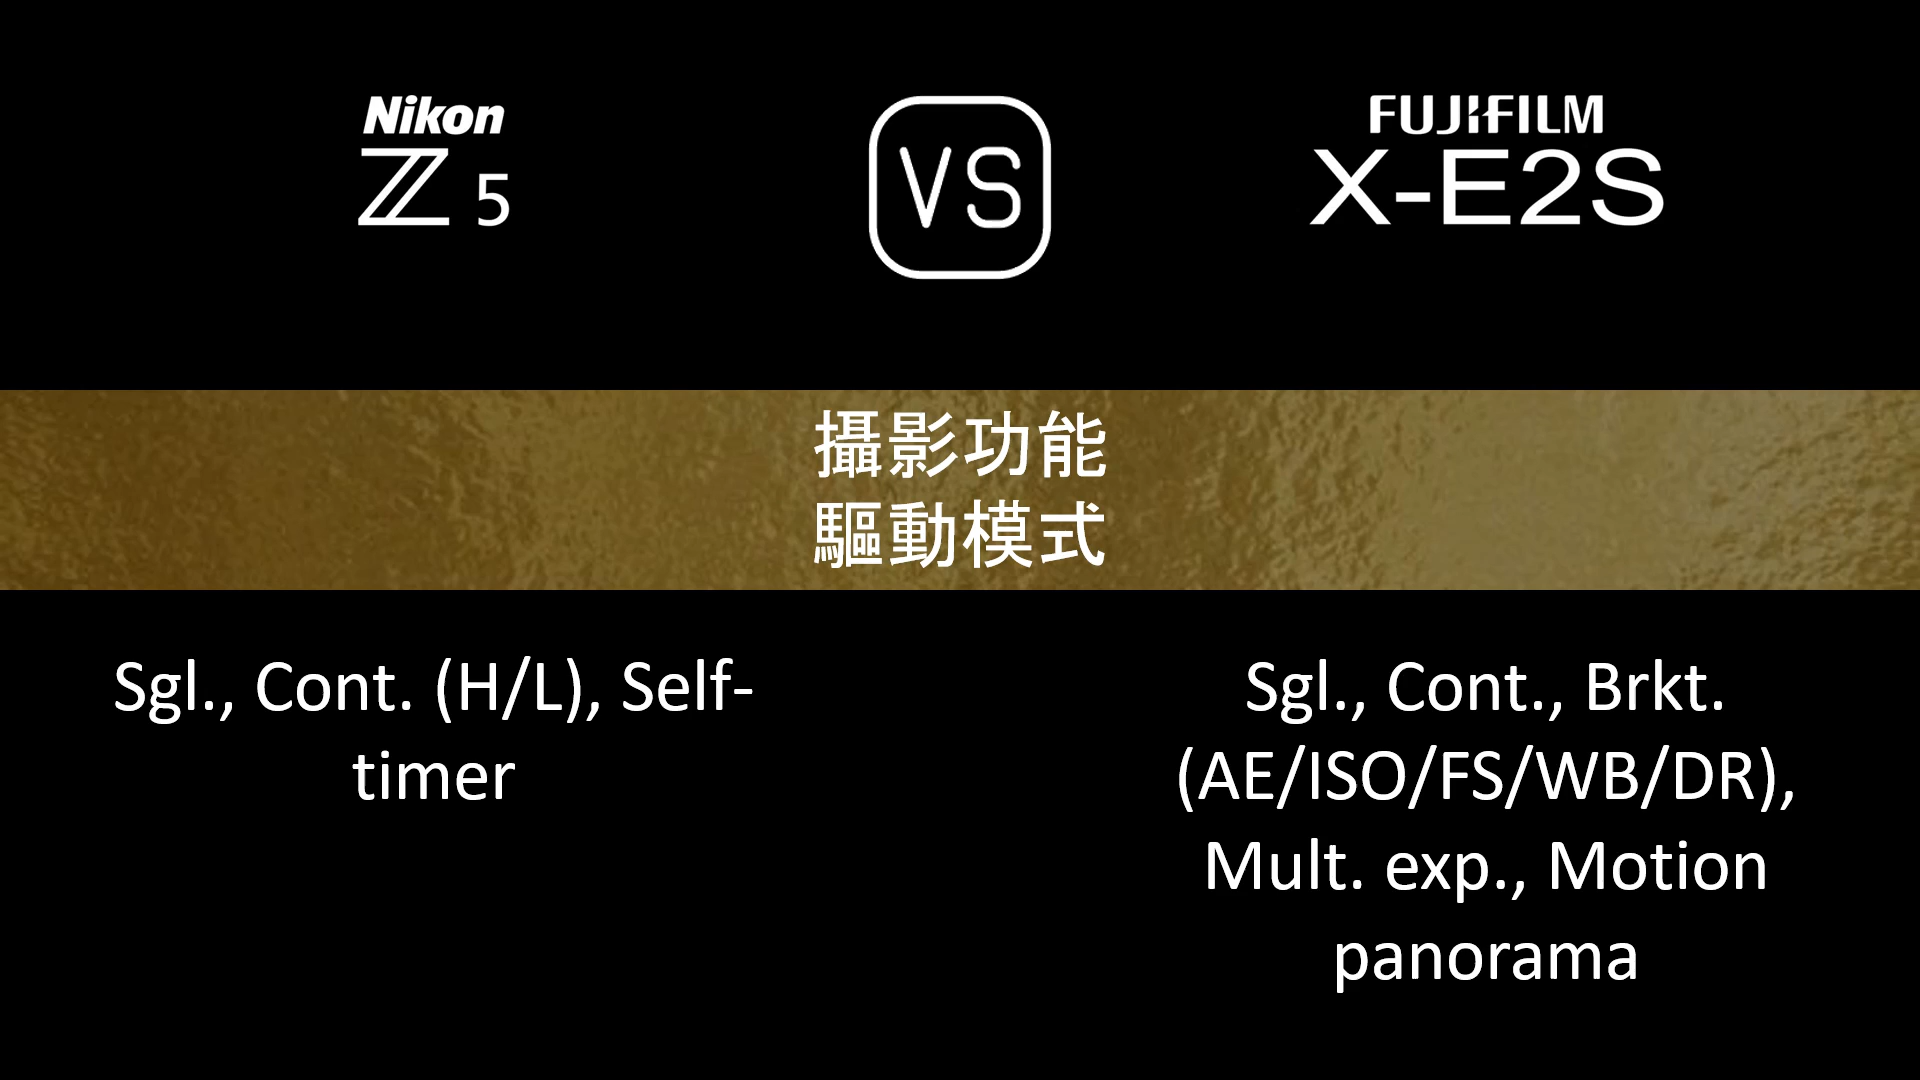 Nikon
Z 5
VS
FUJIFILM
X-E2S
攝影功能
驅動模式
Sgl., Cont. (H/L), Self-
timer
Sgl., Cont., Brkt.
(AE/ISO/FS/WB/DR),
Mult. exp., Motion
panorama